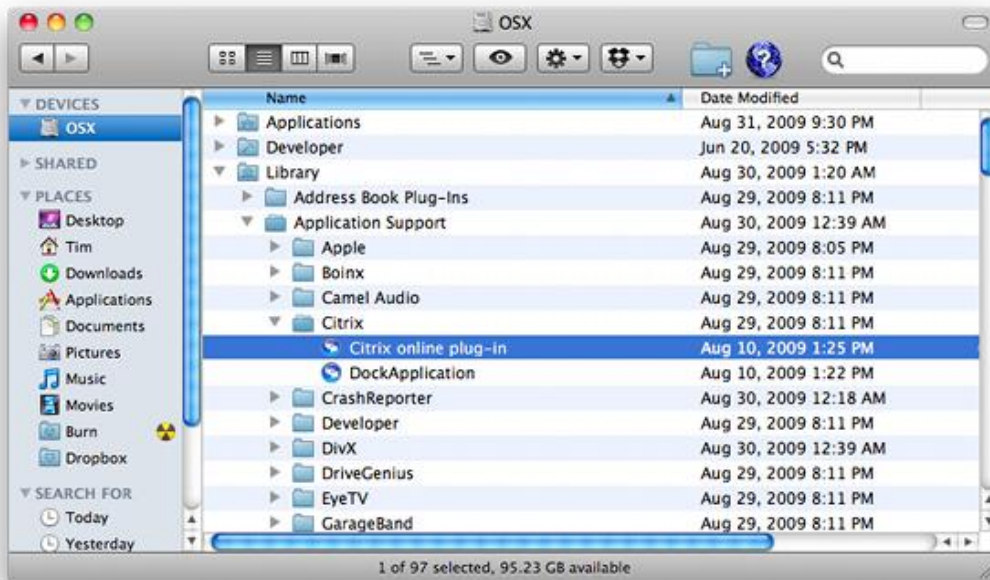 OSX
DEVICES
OSX
SHARED
PLACES
Desktop
Tim
Downloads
Applications
Documents
Pictures
Music
Movies
Burn
Dropbox
SEARCH FOR
Today
Yesterday
Name Date Modified
Applications Aug 31, 2009 9:30 PM
Developer Jun 20, 2009 5:32 PM
Library Aug 30, 2009 1:20 AM
Address Book Plug-Ins Aug 29, 2009 8:11 PM
Application Support Aug 30, 2009 12:39 AM
Apple Aug 29, 2009 8:05 PM
Boinx Aug 29, 2009 8:11 PM
Camel Audio Aug 29, 2009 8:11 PM
Citrix Aug 29, 2009 8:11 PM
Citrix online plug-in Aug 10, 2009 1:25 PM
DockApplication Aug 10, 2009 1:22 PM
CrashReporter Aug 30, 2009 12:18 AM
Developer Aug 29, 2009 8:11 PM
DivX Aug 30, 2009 12:39 AM
DriveGenius Aug 29, 2009 8:11 PM
EyeTV Aug 29, 2009 8:11 PM
GarageBand Aug 29, 2009 8:11 PM
1 of 97 selected, 95.23 GB available